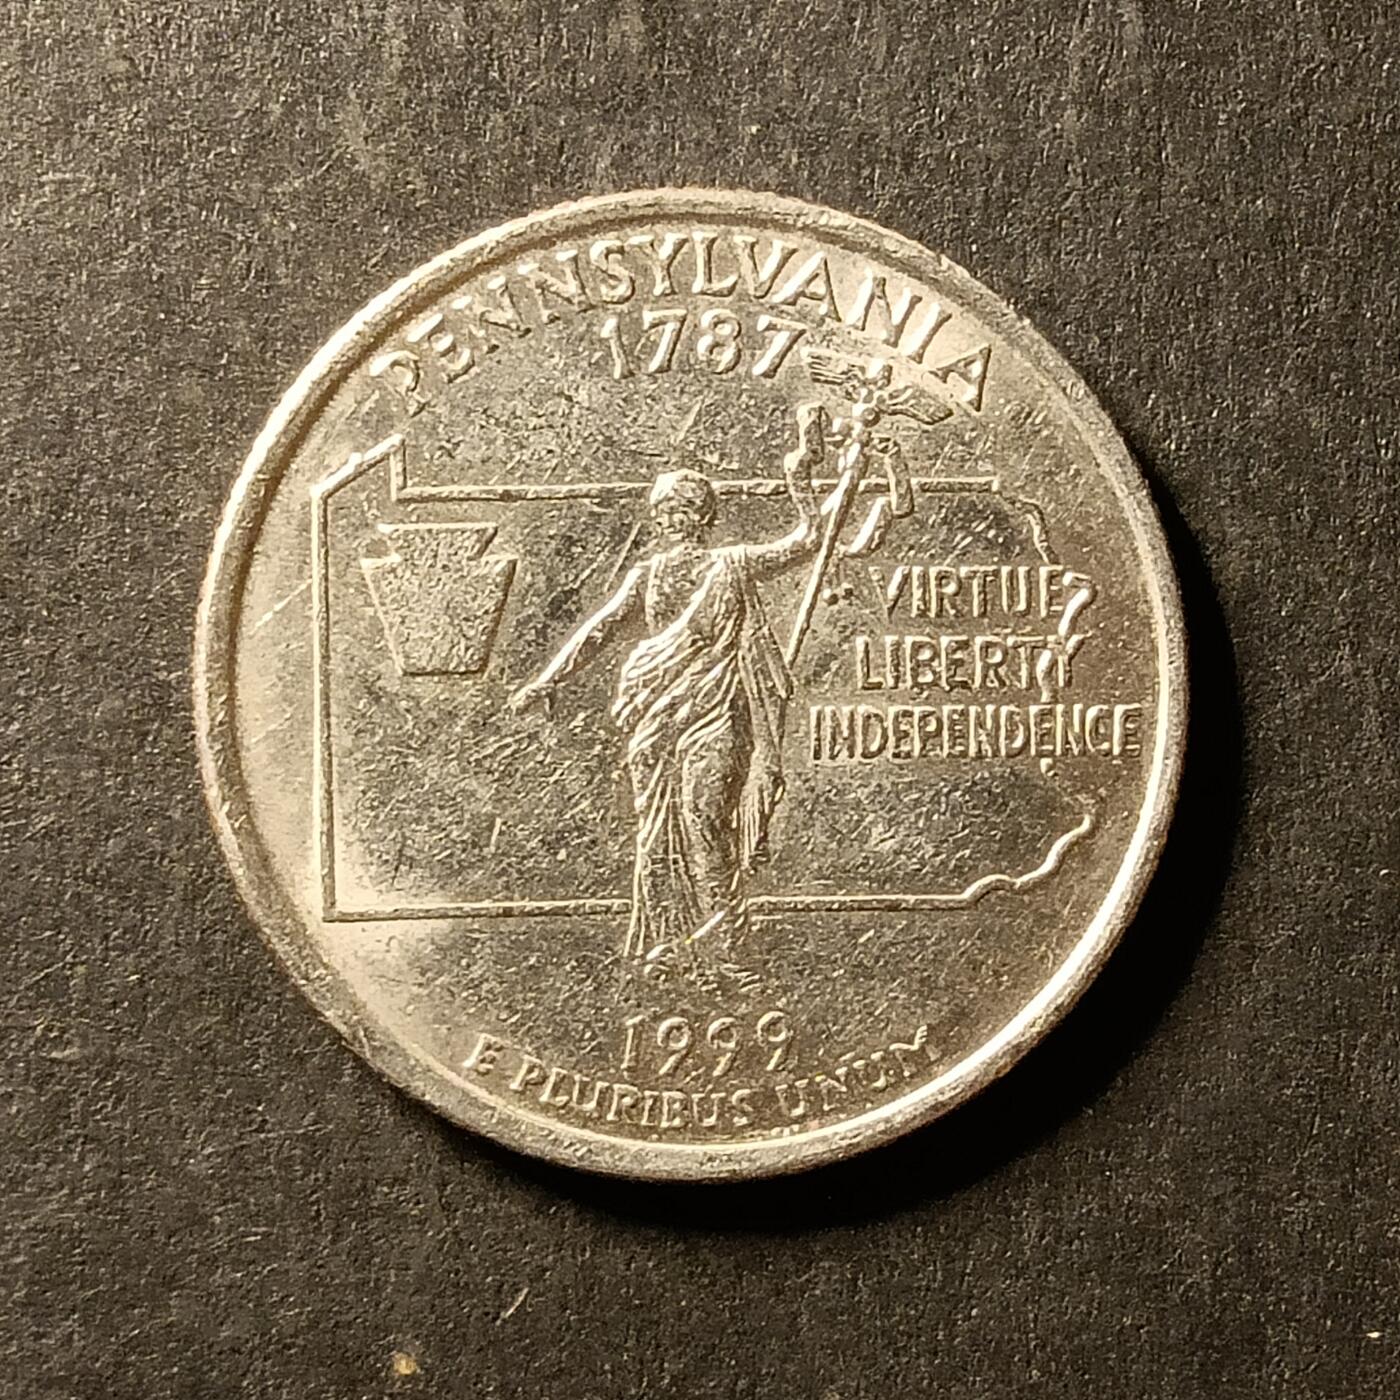 PENNSYLVANIA
1787
VIRTUE
LIBERTY
INDEPENDENCE
1999
E PLURIBUS UNUM